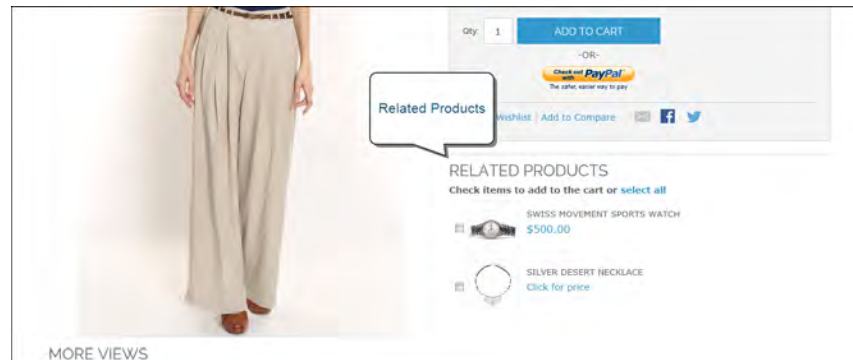 Qty: 1 ADD TO CART
-OR-
Check out with PayPal
The safer, easier way to pay
Related Products
Wishlist | Add to Compare
RELATED PRODUCTS
Check items to add to the cart or select all
SWISS MOVEMENT SPORTS WATCH
$500.00
SILVER DESERT NECKLACE
Click for price
MORE VIEWS